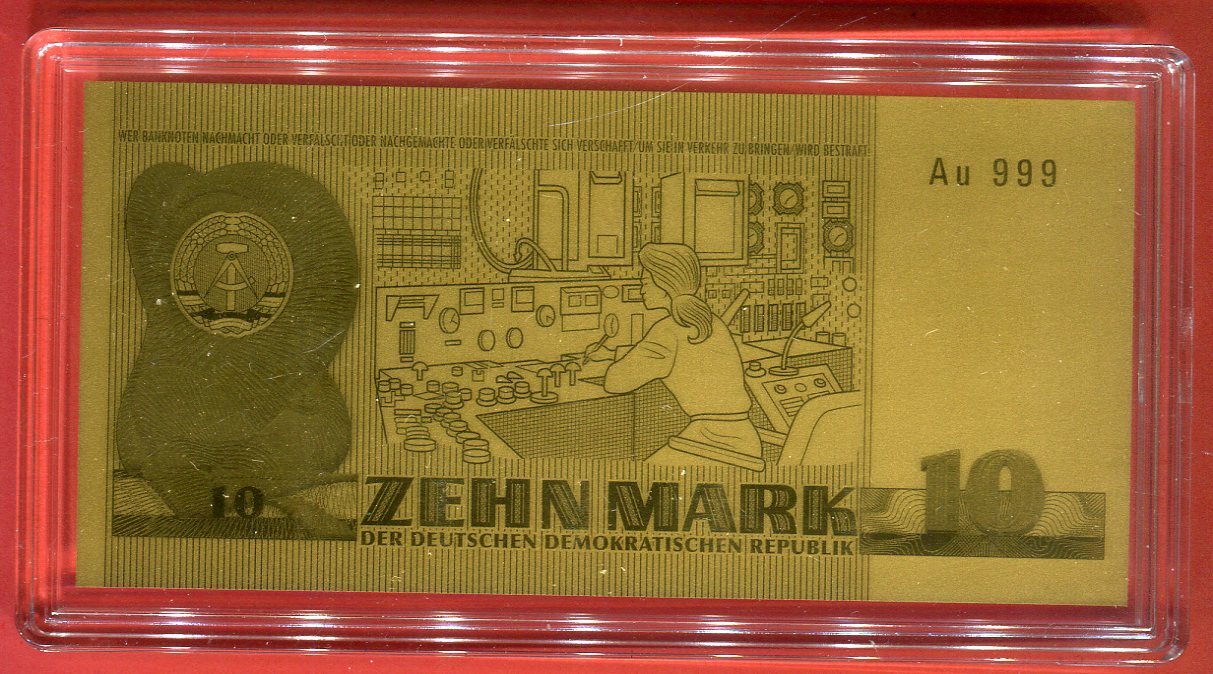 WER BANKNOTEN NACHMACHT ODER VERFÄLSCHT ODER NACHGEMACHTE ODER VERFÄLSCHTE SICH VERSCHAFFT UM SIE IN VERKEHR ZU BRINGEN WIRD BESTRAFT
Au 999
10
ZEHN MARK
10
DER DEUTSCHEN DEMOKRATISCHEN REPUBLIK